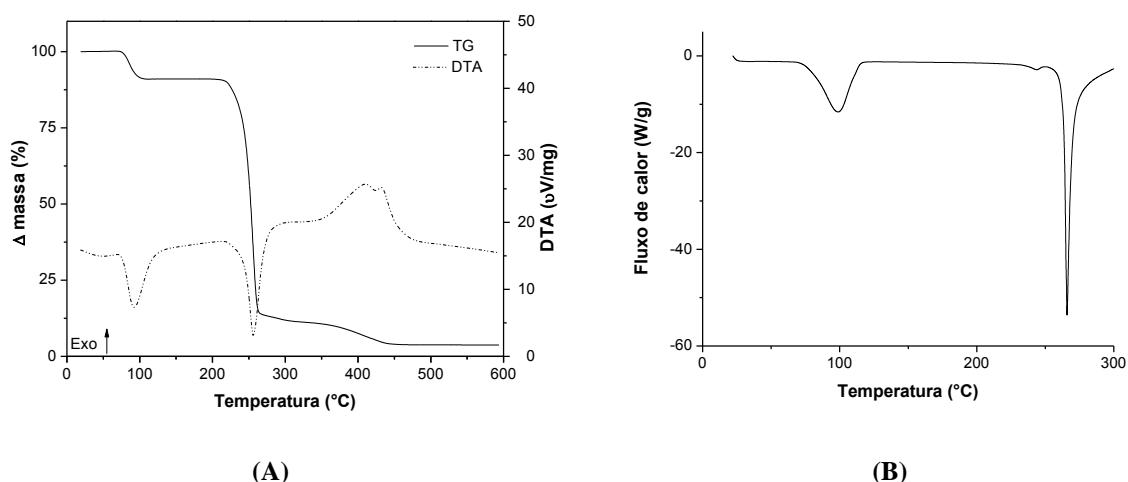 100
75
50
25
0
Δ massa (%)
TG
DTA
Exo
0 100 200 300 400 500 600
Temperatura (°C)
50
40
30
20
10
0
DTA (υV/mg)
(A)
0
-20
-40
-60
Fluxo de calor (W/g)
0 100 200 300
Temperatura (°C)
(B)